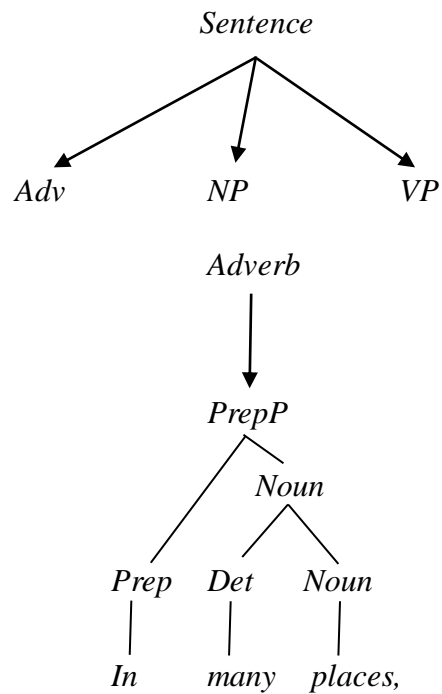 Sentence
Adv NP VP
Adverb
PrepP
Noun
Prep Det Noun
In many places,